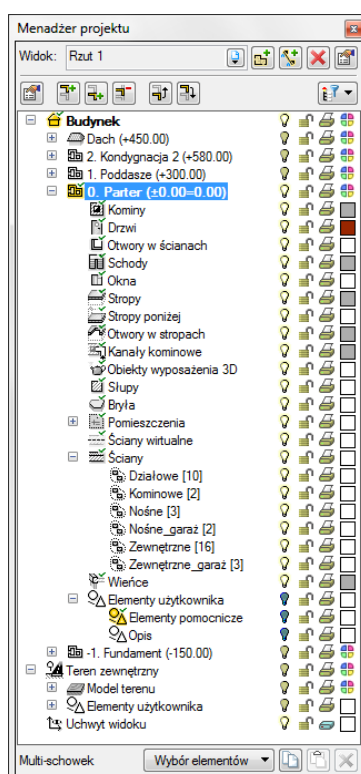 Menadżer projektu
Widok: Rzut 1
Budynek
Dach (+450.00)
2. Kondygnacja 2 (+580.00)
1. Poddasze (+300.00)
0. Parter (±0.00=0.00)
Kominy
Drzwi
Otwory w ścianach
Schody
Okna
Stropy
Stropy poniżej
Otwory w stropach
Kanały kominowe
Obiekty wyposażenia 3D
Słupy
Bryła
Pomieszczenia
Ściany wirtualne
Ściany
Działowe [10]
Kominowe [2]
Nośne [3]
Nośne_garaż [2]
Zewnętrzne [16]
Zewnętrzne_garaż [3]
Wieńce
Elementy użytkownika
Elementy pomocnicze
Opis
-1. Fundament (-150.00)
Teren zewnętrzny
Model terenu
Elementy użytkownika
Uchwyt widoku
Multi-schowek Wybór elementów